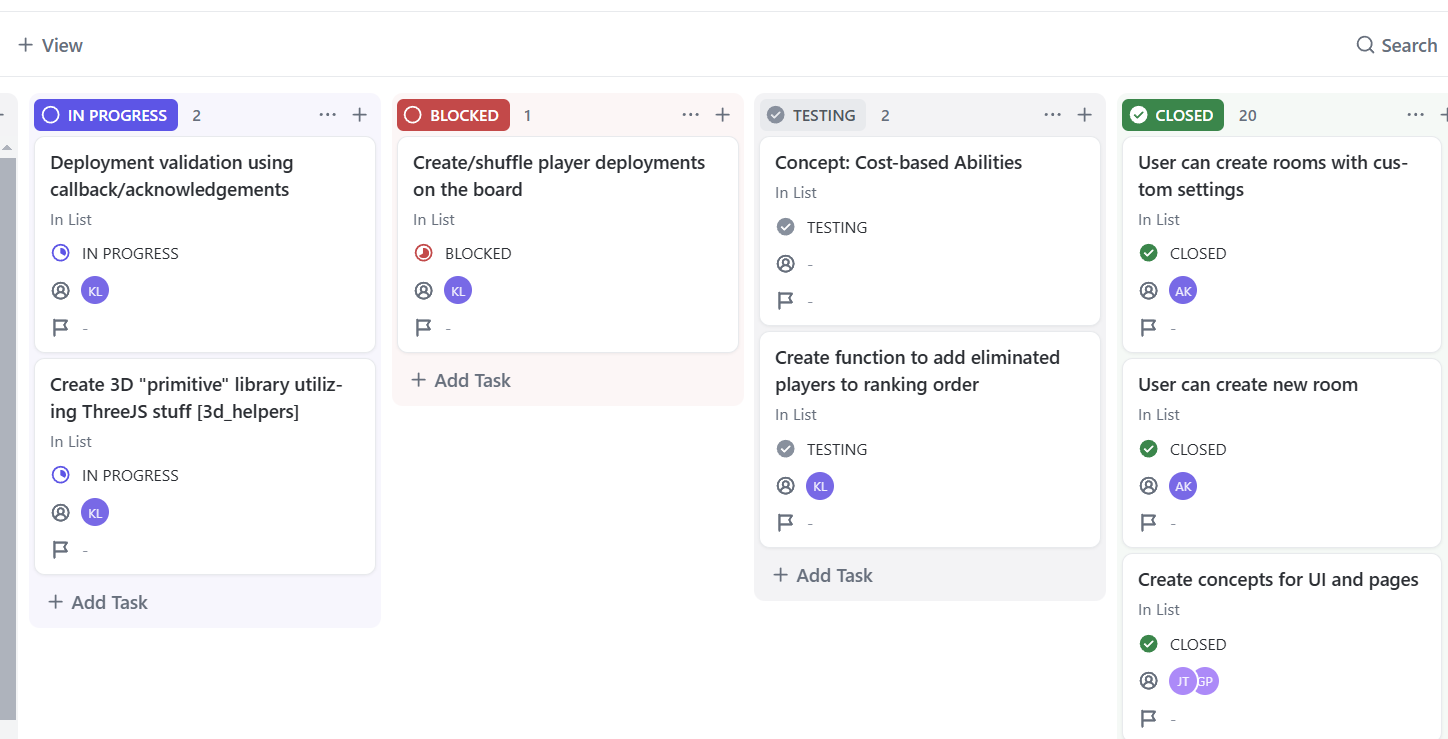 View
Search
IN PROGRESS 2
Deployment validation using
callback/acknowledgements
In List
IN PROGRESS
KL
-
Create 3D "primitive" library utiliz-
ing ThreeJS stuff [3d_helpers]
In List
IN PROGRESS
KL
-
Add Task
BLOCKED 1
Create/shuffle player deployments
on the board
In List
BLOCKED
KL
-
Add Task
TESTING 2
Concept: Cost-based Abilities
In List
TESTING
-
-
Create function to add eliminated
players to ranking order
In List
TESTING
KL
-
Add Task
CLOSED 20
User can create rooms with cus-
tom settings
In List
CLOSED
AK
-
User can create new room
In List
CLOSED
AK
-
Create concepts for UI and pages
In List
CLOSED
JT GP
-